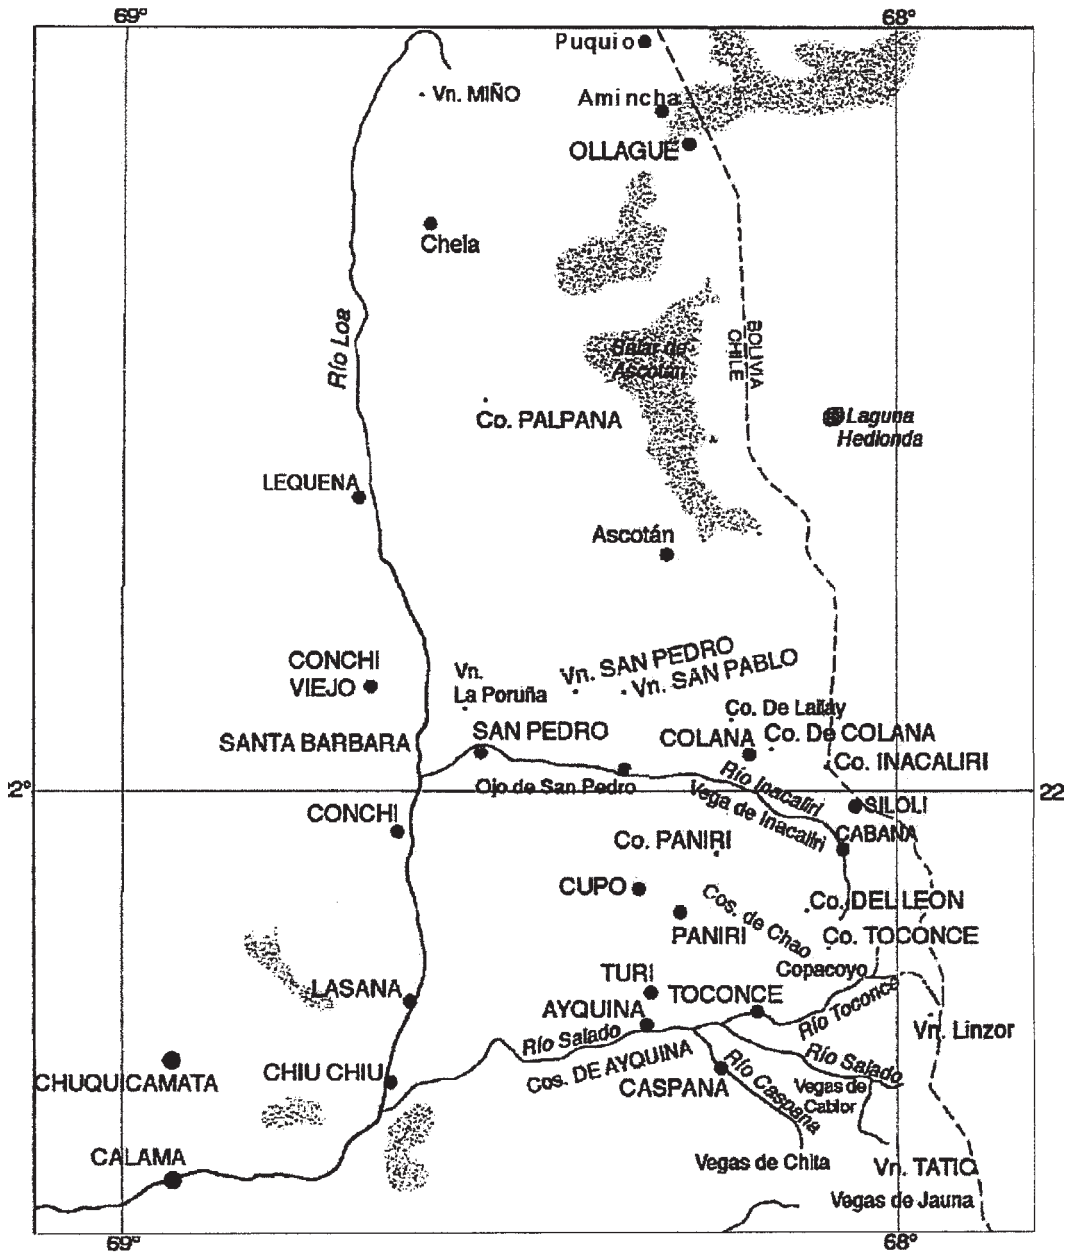 69°
68°
Puquio
Vn. MIÑO
Amincha
OLLAGUE
Chela
Río Loa
BOLIVIA
CHILE
Salar de
Ascotán
Co. PALPANA
Laguna
Hedionda
LEQUENA
Ascotán
CONCHI
VIEJO
Vn.
La Poruña
Vn. SAN PEDRO
Vn. SAN PABLO
Co. De Lailay
SANTA BARBARA
SAN PEDRO
COLANA
Co. De COLANA
Co. INACALIRI
2°
Ojo de San Pedro
Río Inacaliri
Vega de Inacaliri
22
SILOLI
CONCHI
CABANA
Co. PANIRI
CUPO
Cos. de Chao
Co. DEL LEON
PANIRI
Co. TOCONCE
Copacoyo
LASANA
TURI
TOCONCE
AYQUINA
Río Toconce
Vn. Linzor
Río Salado
Cos. DE AYQUINA
Río Salado
CHUQUICAMATA
CHIU CHIU
CASPANA
Río Caspana
Vegas de
Cablor
CALAMA
Vegas de Chita
Vn. TATIO
Vegas de Jauna
69°
68°